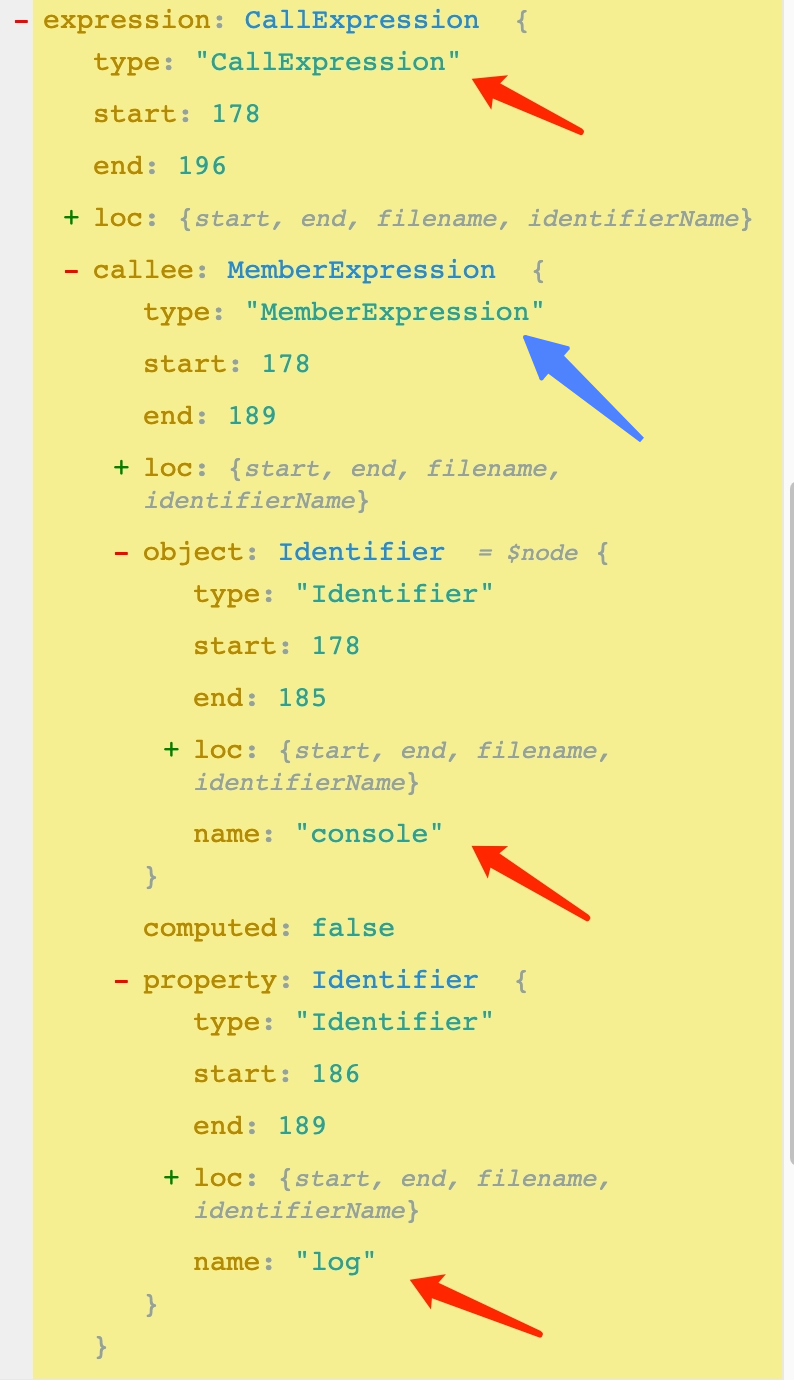 – expression: CallExpression {
type: "CallExpression"
start: 178
end: 196
+ loc: {start, end, filename, identifierName}
– callee: MemberExpression {
type: "MemberExpression"
start: 178
end: 189
+ loc: {start, end, filename,
identifierName}
– object: Identifier = $node {
type: "Identifier"
start: 178
end: 185
+ loc: {start, end, filename,
identifierName}
name: "console"
}
computed: false
– property: Identifier {
type: "Identifier"
start: 186
end: 189
+ loc: {start, end, filename,
identifierName}
name: "log"
}
}